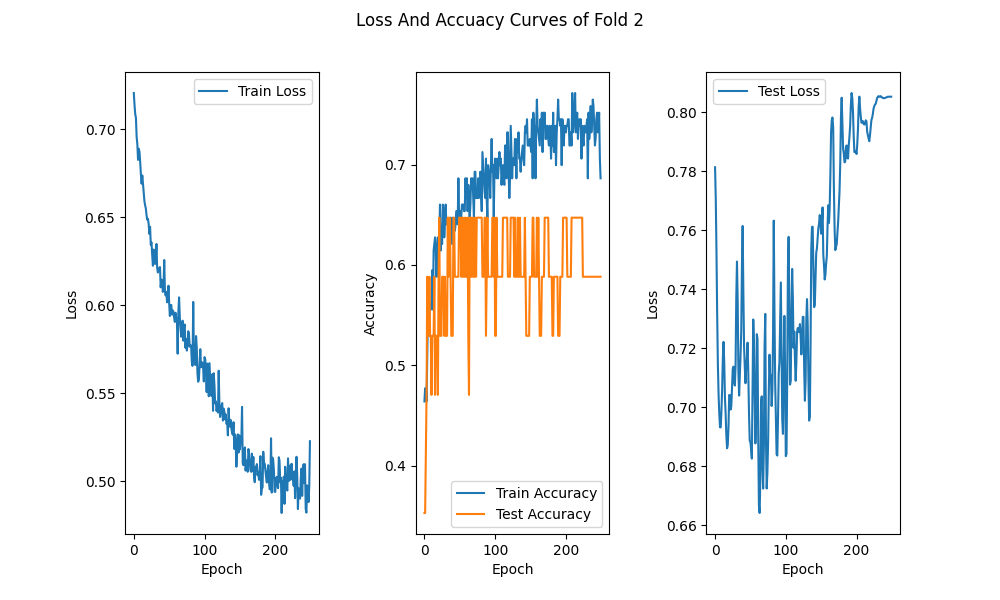 Loss And Accuacy Curves of Fold 2
Train Loss
0.70
0.65
0.60
0.55
0.50
Loss
0 100 200
Epoch
0.7
0.6
0.5
0.4
Accuracy
Train Accuracy
Test Accuracy
0 100 200
Epoch
Test Loss
0.80
0.78
0.76
0.74
0.72
0.70
0.68
0.66
Loss
0 100 200
Epoch